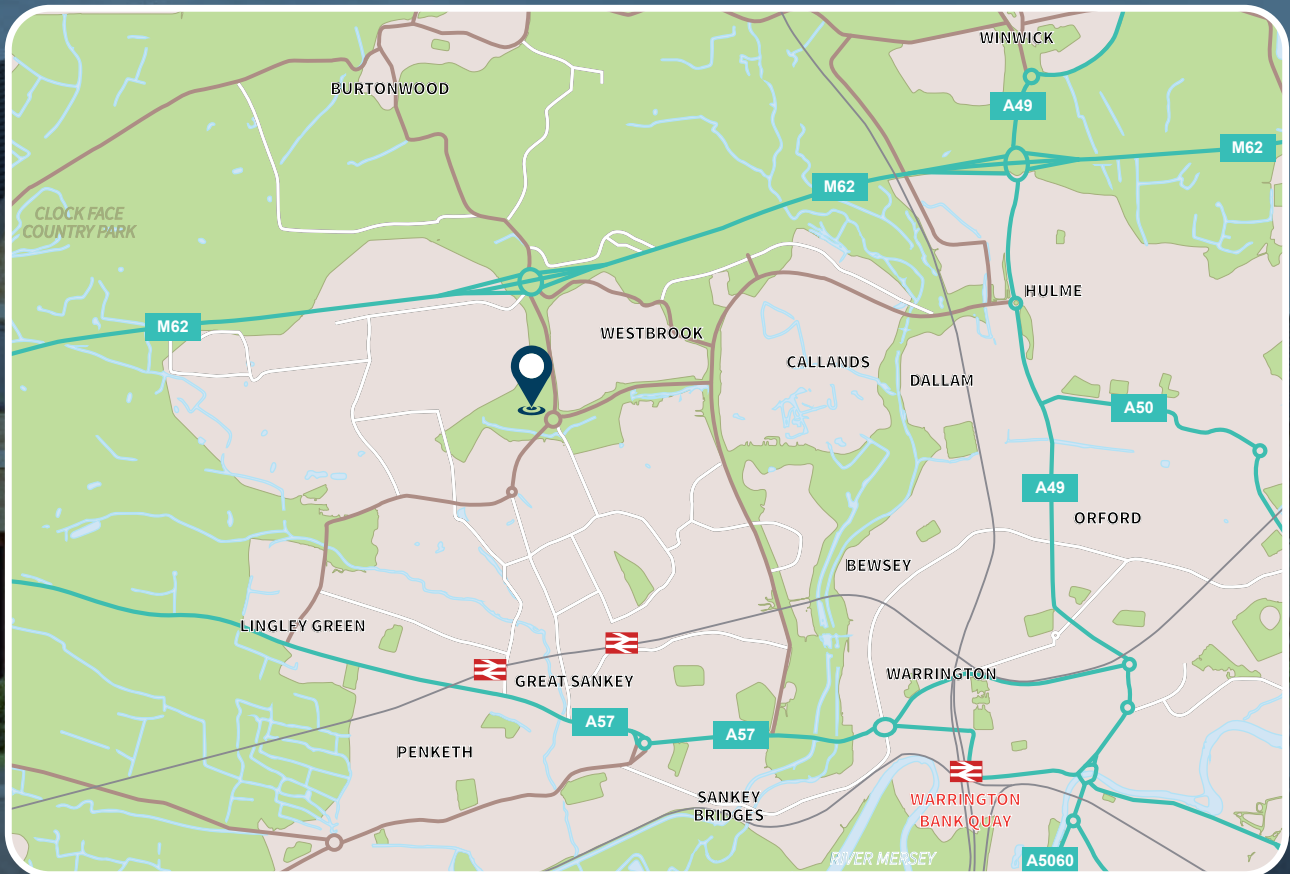 WINWICK
BURTONWOOD
A49
M62
M62
CLOCK FACE
COUNTRY PARK
HULME
M62
WESTBROOK
CALLANDS
DALLAM
A50
A49
ORFORD
BEWSEY
LINGLEY GREEN
WARRINGTON
GREAT SANKEY
A57
A57
PENKETH
SANKEY
BRIDGES
WARRINGTON
BANK QUAY
RIVER MERSEY
A5060